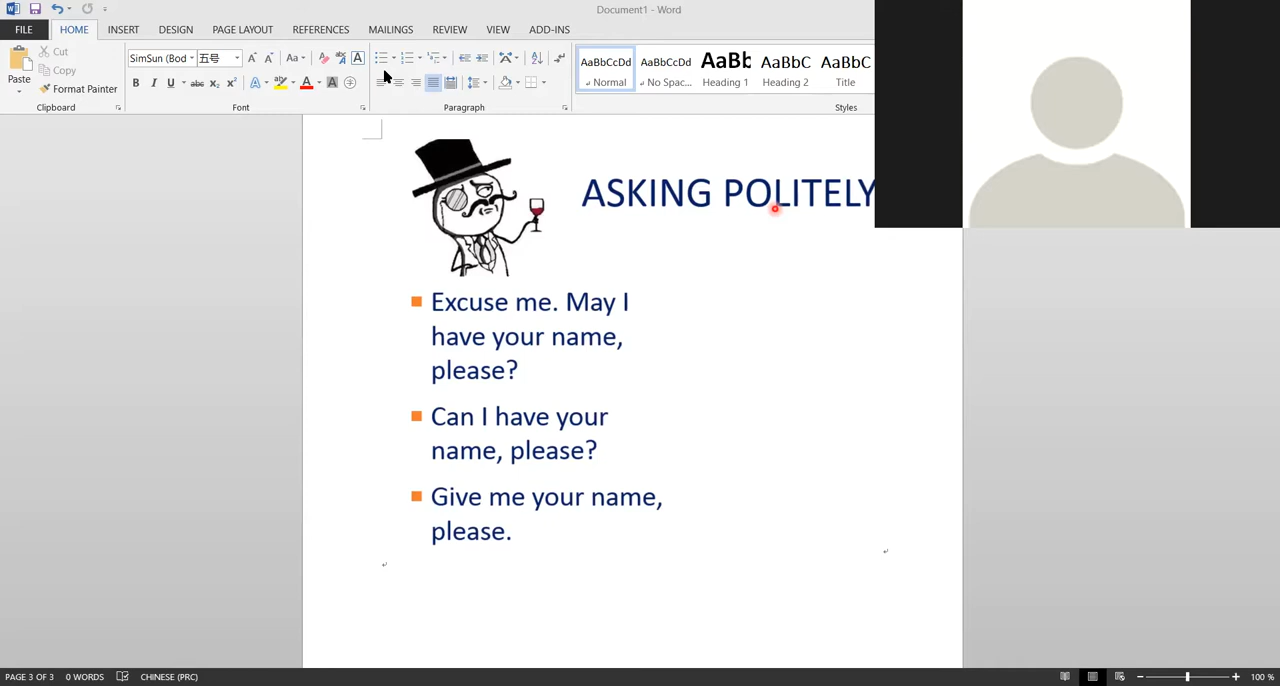 Document1 - Word
FILE HOME INSERT DESIGN PAGE LAYOUT REFERENCES MAILINGS REVIEW VIEW ADD-INS
Paste
Cut
Copy
Format Painter
Clipboard
SimSun (Bod 五号
Font
Paragraph
AaBbCcDd AaBbCcDd AaBb AaBbC AaBbC
Normal No Spac... Heading 1 Heading 2 Title
Styles
ASKING POLITELY
Excuse me. May I
have your name,
please?
Can I have your
name, please?
Give me your name,
please.
PAGE 3 OF 3 0 WORDS CHINESE (PRC) 100 %